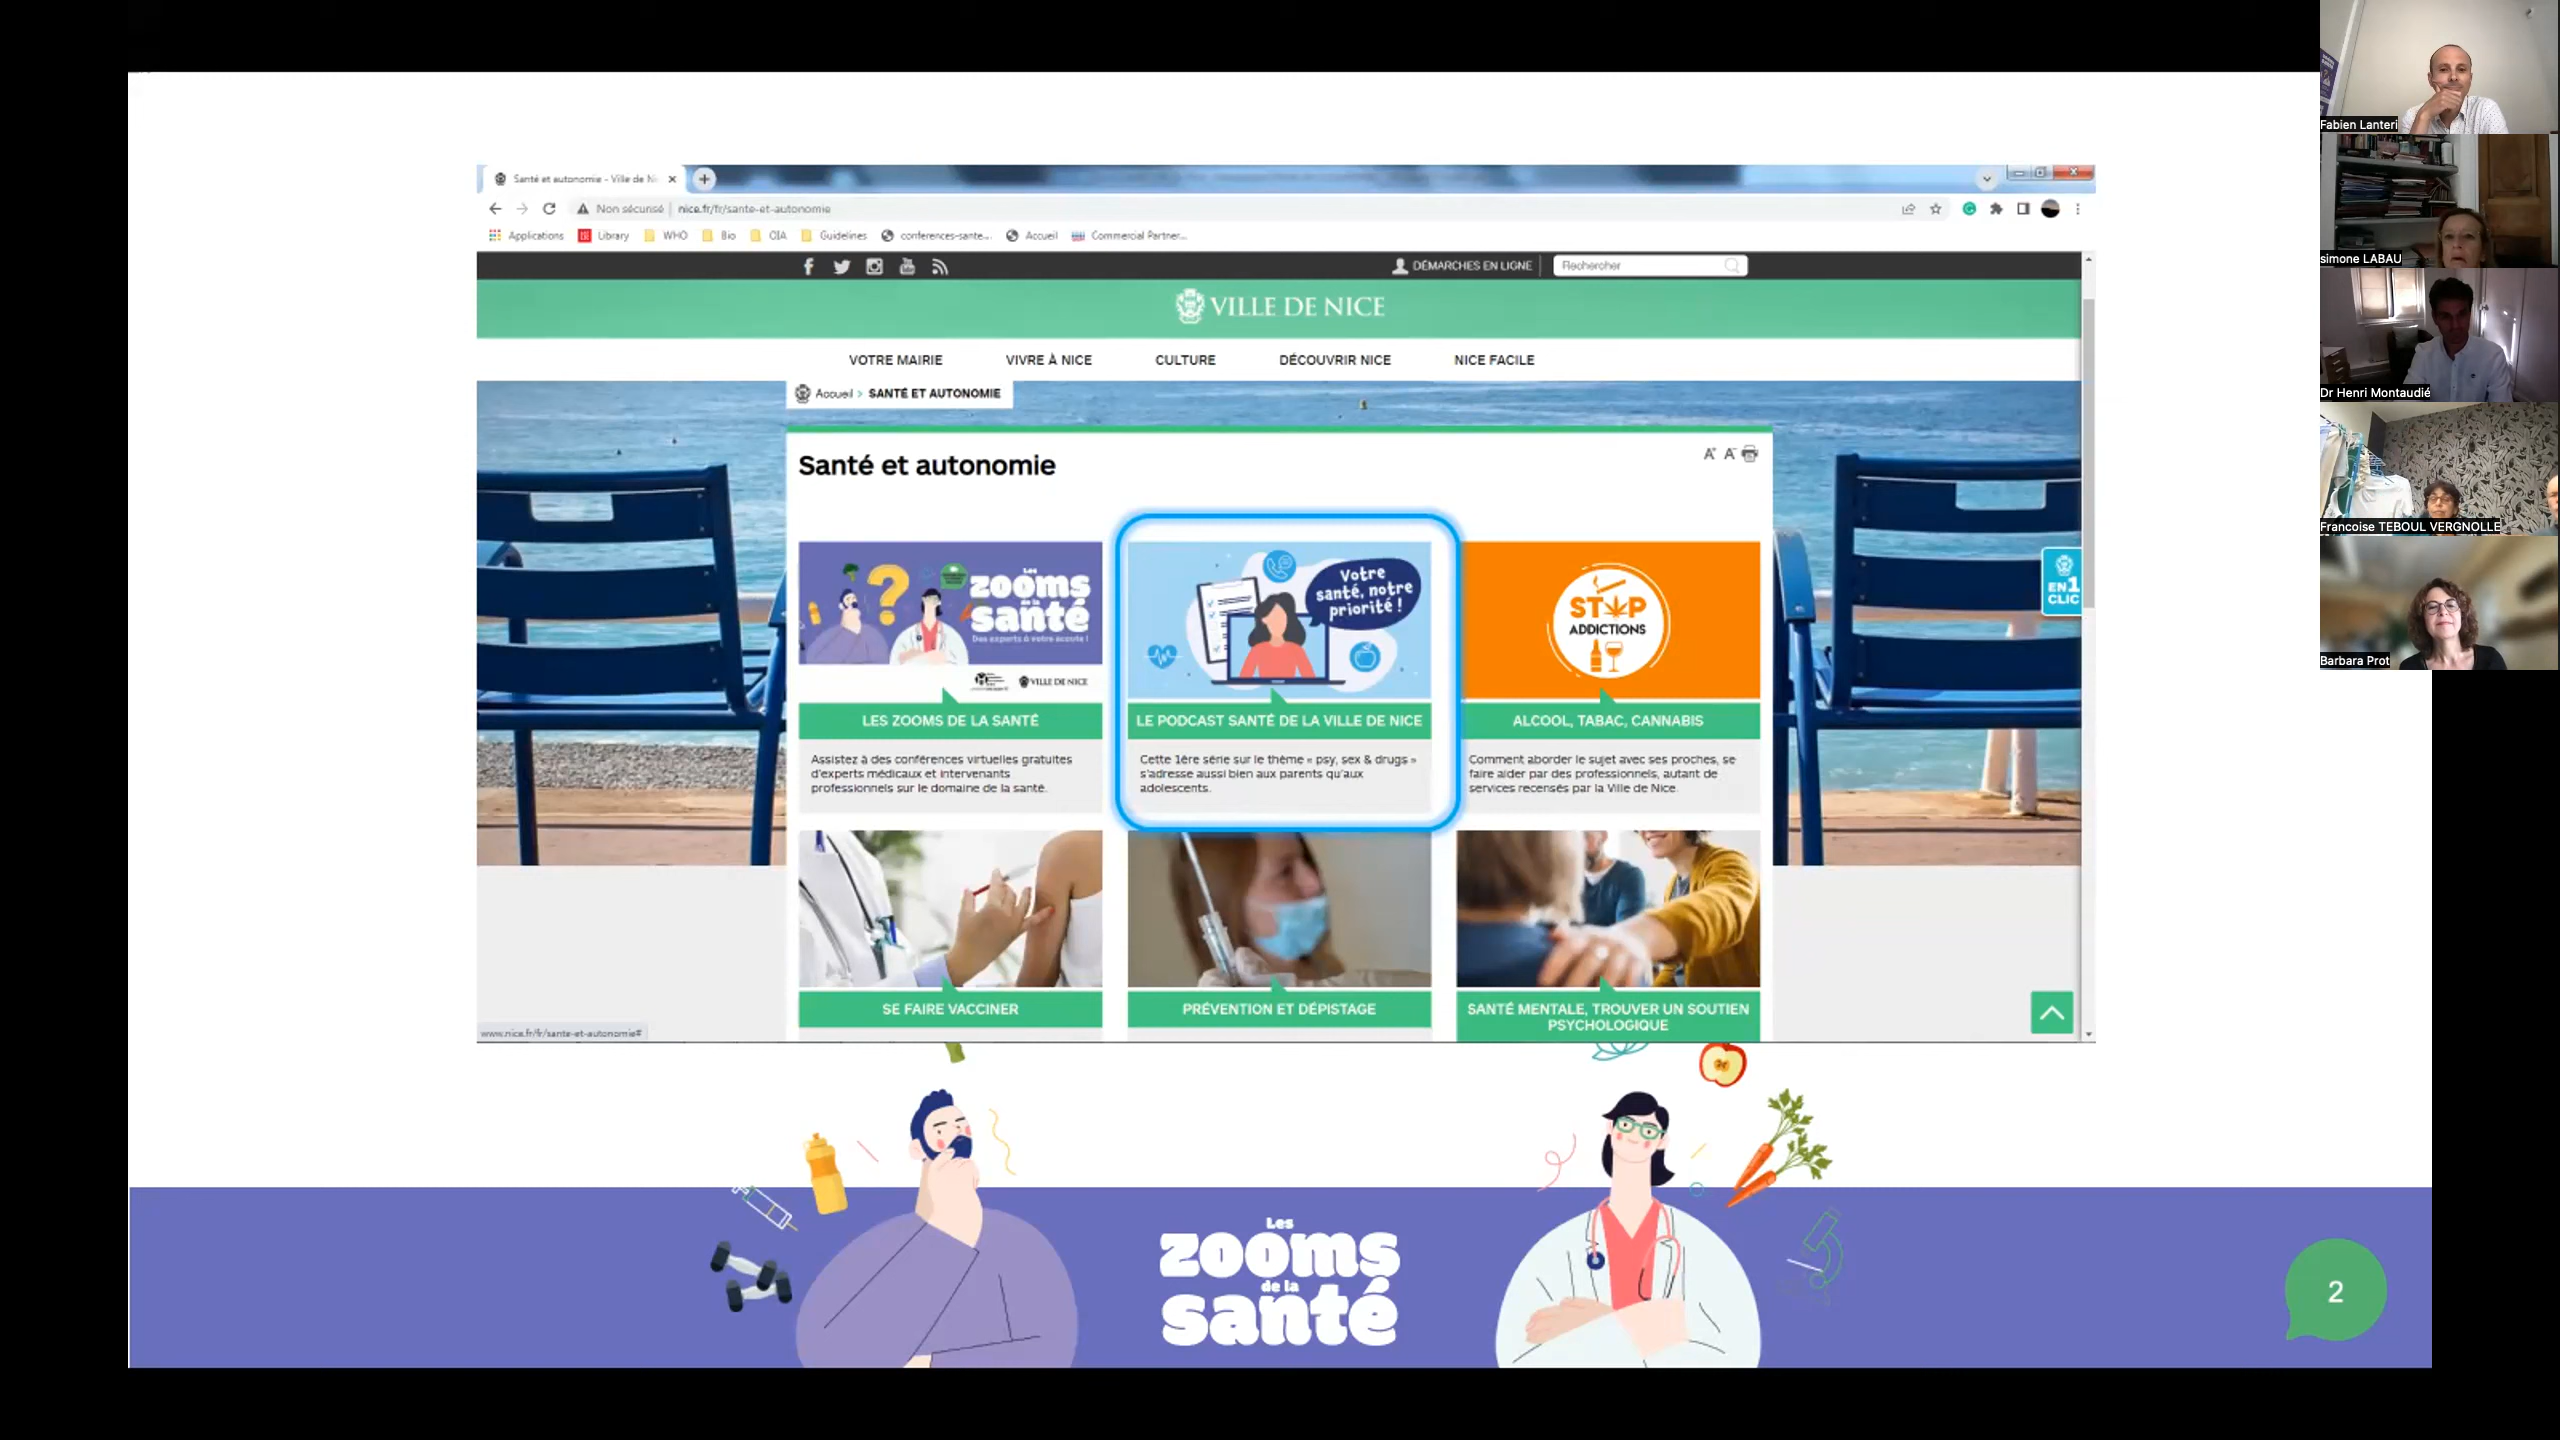 Santé et autonomie - Ville de Ni
Non sécurisé
nice.fr/fr/sante-et-autonomie
Applications
Library
WHO
Bio
OIA
Guidelines
conferences-sante...
Accueil
Commercial Partner...
DÉMARCHES EN LIGNE
Rechercher
VILLE DE NICE
VOTRE MAIRIE
VIVRE À NICE
CULTURE
DÉCOUVRIR NICE
NICE FACILE
Accueil > SANTÉ ET AUTONOMIE
Santé et autonomie
A+ A-
Les
zooms
de la
santé
Des experts à votre écoute !
VILLE DE NICE
LES ZOOMS DE LA SANTÉ
Assistez à des conférences virtuelles gratuites
d'experts médicaux et intervenants
professionnels sur le domaine de la santé.
Votre
santé, notre
priorité !
LE PODCAST SANTÉ DE LA VILLE DE NICE
Cette 1ère série sur le thème « psy, sex & drugs »
s'adresse aussi bien aux parents qu'aux
adolescents.
STOP
ADDICTIONS
ALCOOL, TABAC, CANNABIS
Comment aborder le sujet avec ses proches, se
faire aider par des professionnels, autant de
services recensés par la Ville de Nice.
EN 1
CLIC
SE FAIRE VACCINER
PRÉVENTION ET DÉPISTAGE
SANTÉ MENTALE, TROUVER UN SOUTIEN
PSYCHOLOGIQUE
www.nice.fr/fr/sante-et-autonomie#
Les
zooms
de la
santé
2
Fabien Lanteri
simone LABAU
Dr Henri Montaudié
Francoise TEBOUL VERGNOLLE
Barbara Prot